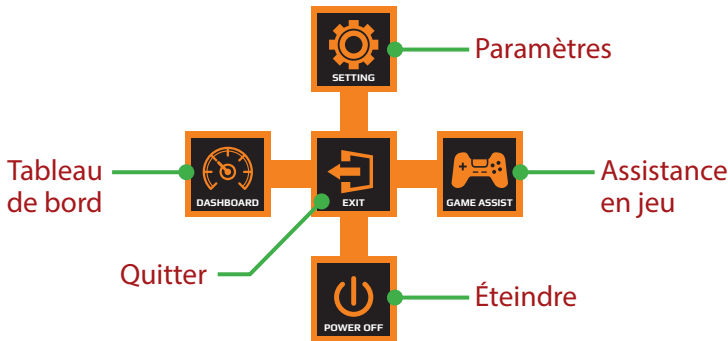 SETTING
Paramètres
Tableau
de bord
DASHBOARD
EXIT
GAME ASSIST
Assistance
en jeu
Quitter
POWER OFF
Éteindre